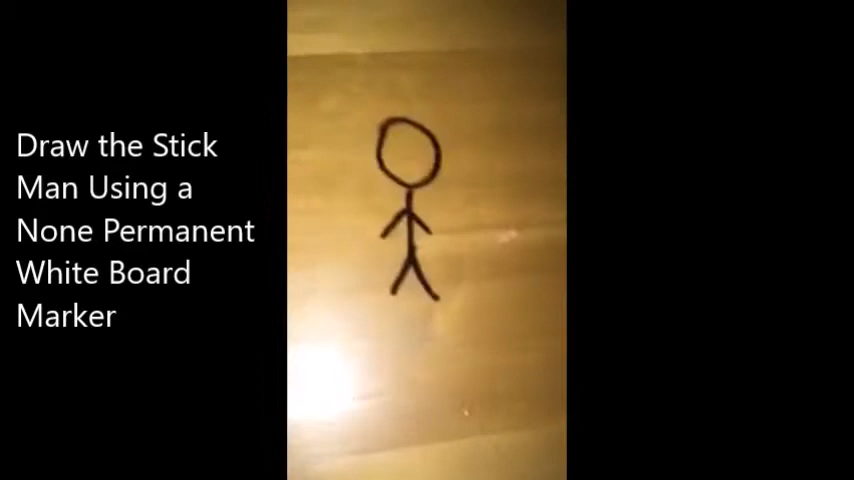 Draw the Stick
Man Using a
None Permanent
White Board
Marker